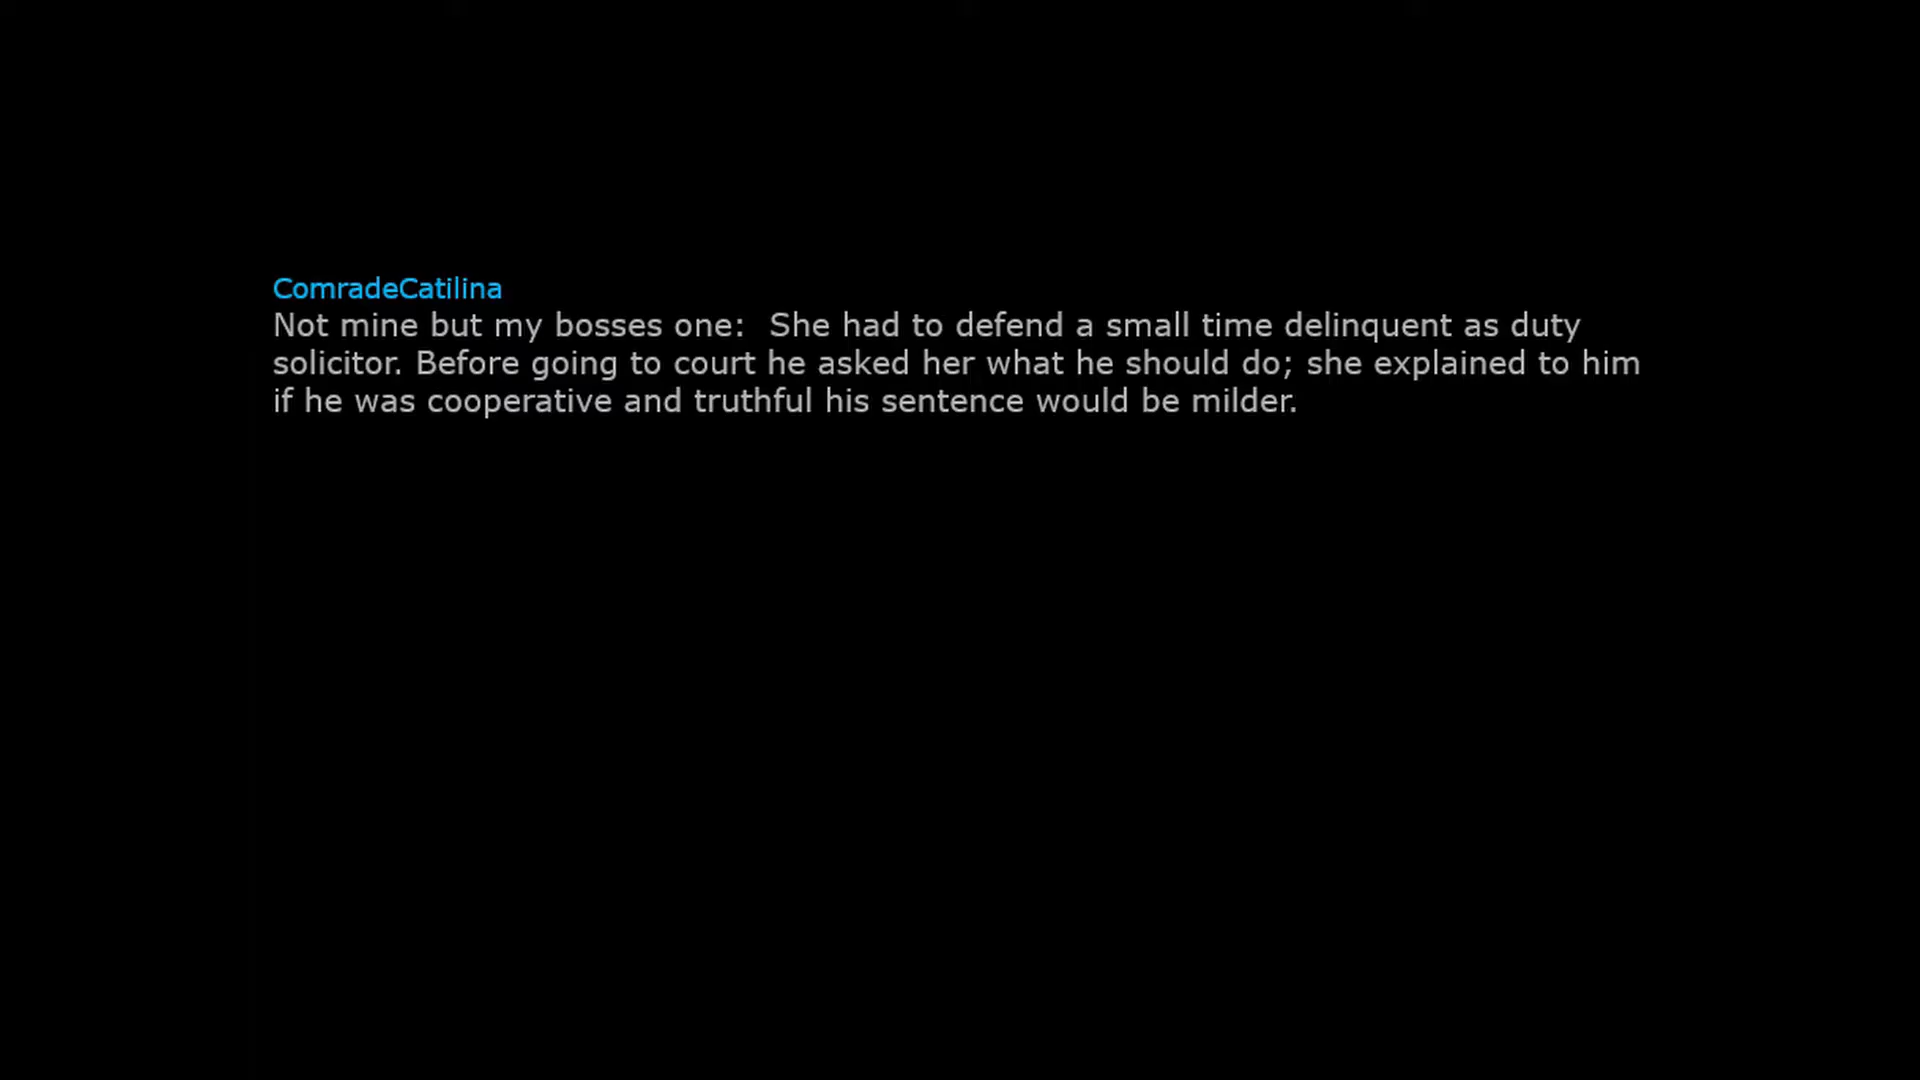 ComradeCatilina
Not mine but my bosses one:  She had to defend a small time delinquent as duty
solicitor. Before going to court he asked her what he should do; she explained to him
if he was cooperative and truthful his sentence would be milder.